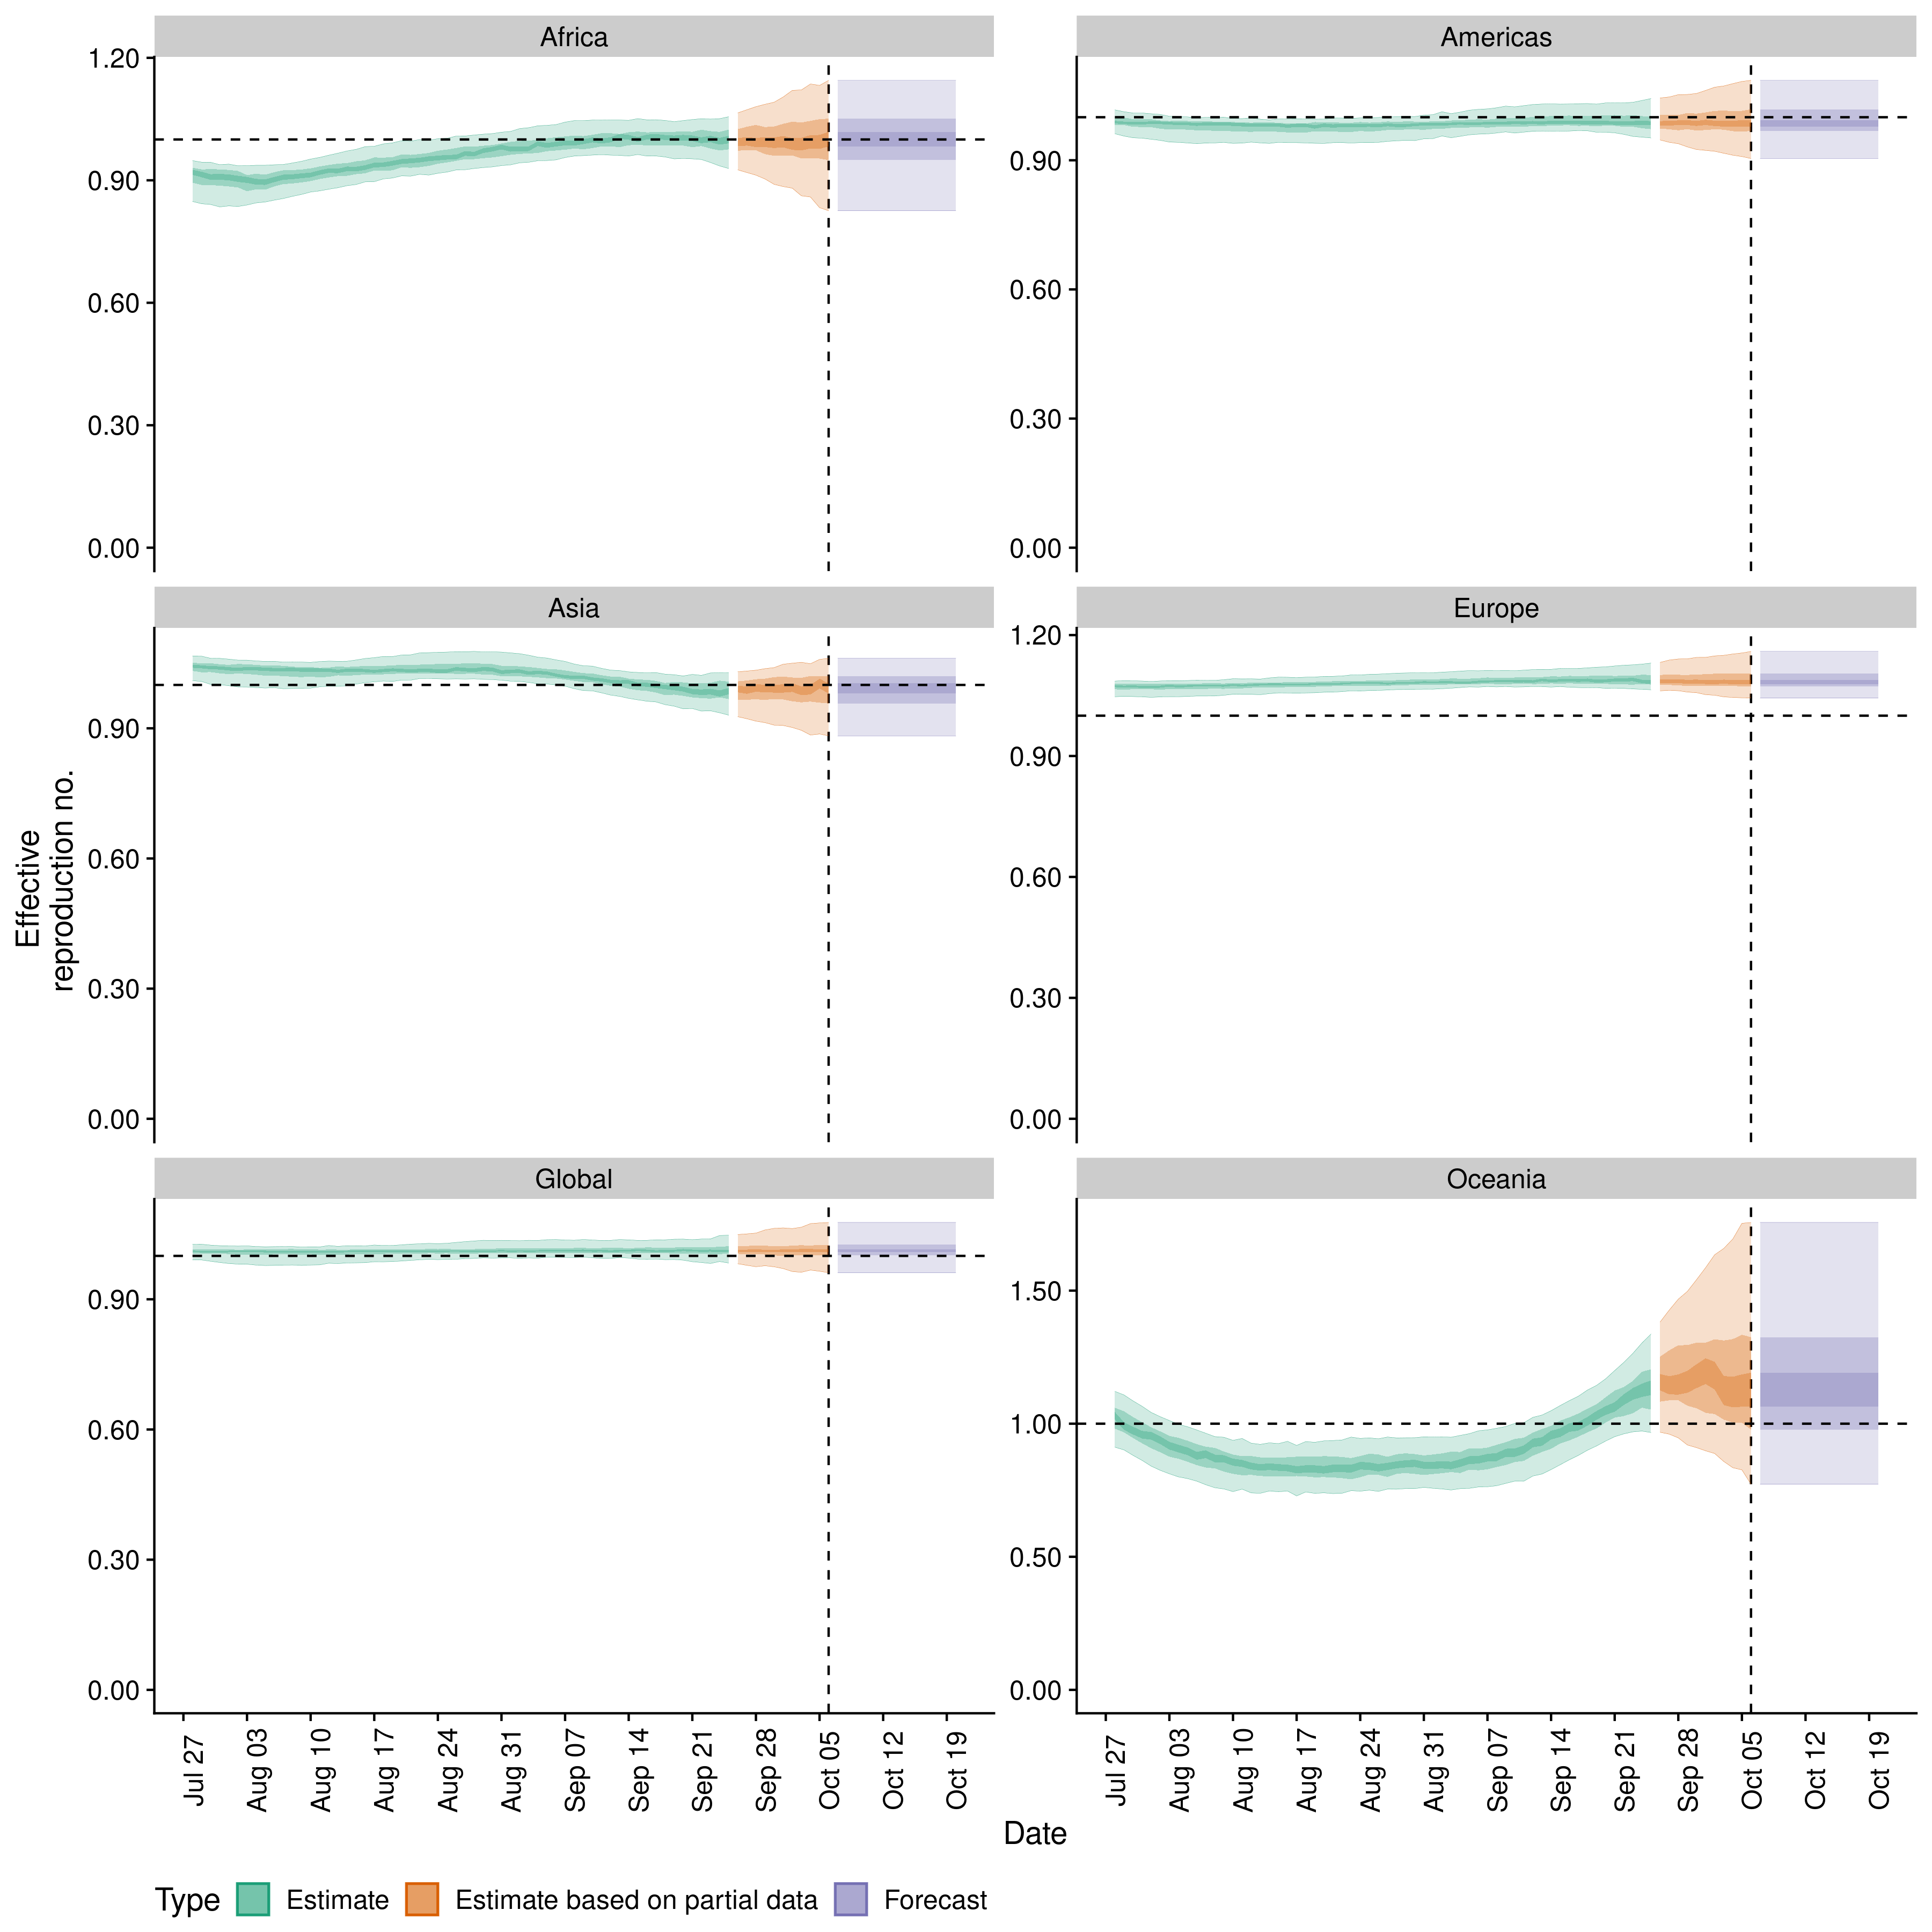 Africa
Americas
1.20
0.90
0.60
0.30
0.00
0.90
0.60
0.30
0.00
Asia
Europe
0.90
0.60
0.30
0.00
1.20
0.90
0.60
0.30
0.00
Effective
reproduction no.
Global
Oceania
0.90
0.60
0.30
0.00
1.50
1.00
0.50
0.00
Jul 27
Aug 03
Aug 10
Aug 17
Aug 24
Aug 31
Sep 07
Sep 14
Sep 21
Sep 28
Oct 05
Oct 12
Oct 19
Jul 27
Aug 03
Aug 10
Aug 17
Aug 24
Aug 31
Sep 07
Sep 14
Sep 21
Sep 28
Oct 05
Oct 12
Oct 19
Date
Type Estimate Estimate based on partial data Forecast